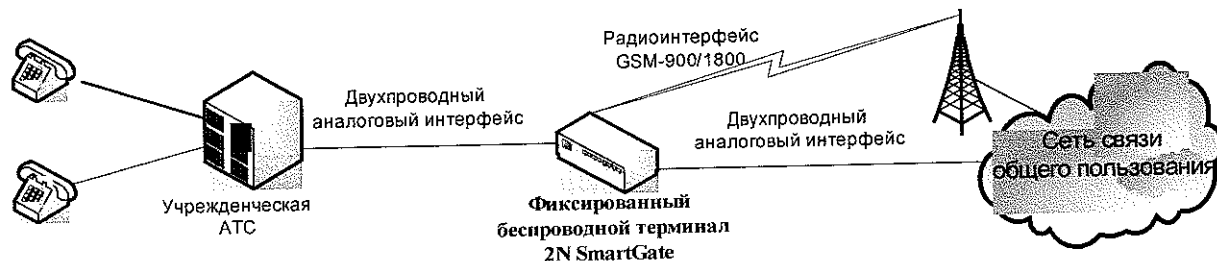 Радиоинтерфейс
GSM-900/1800
Двухпроводный
аналоговый интерфейс
Двухпроводный
аналоговый интерфейс
Сеть связи
общего пользования
Учрежденческая
АТС
Фиксированный
беспроводной терминал
2N SmartGate